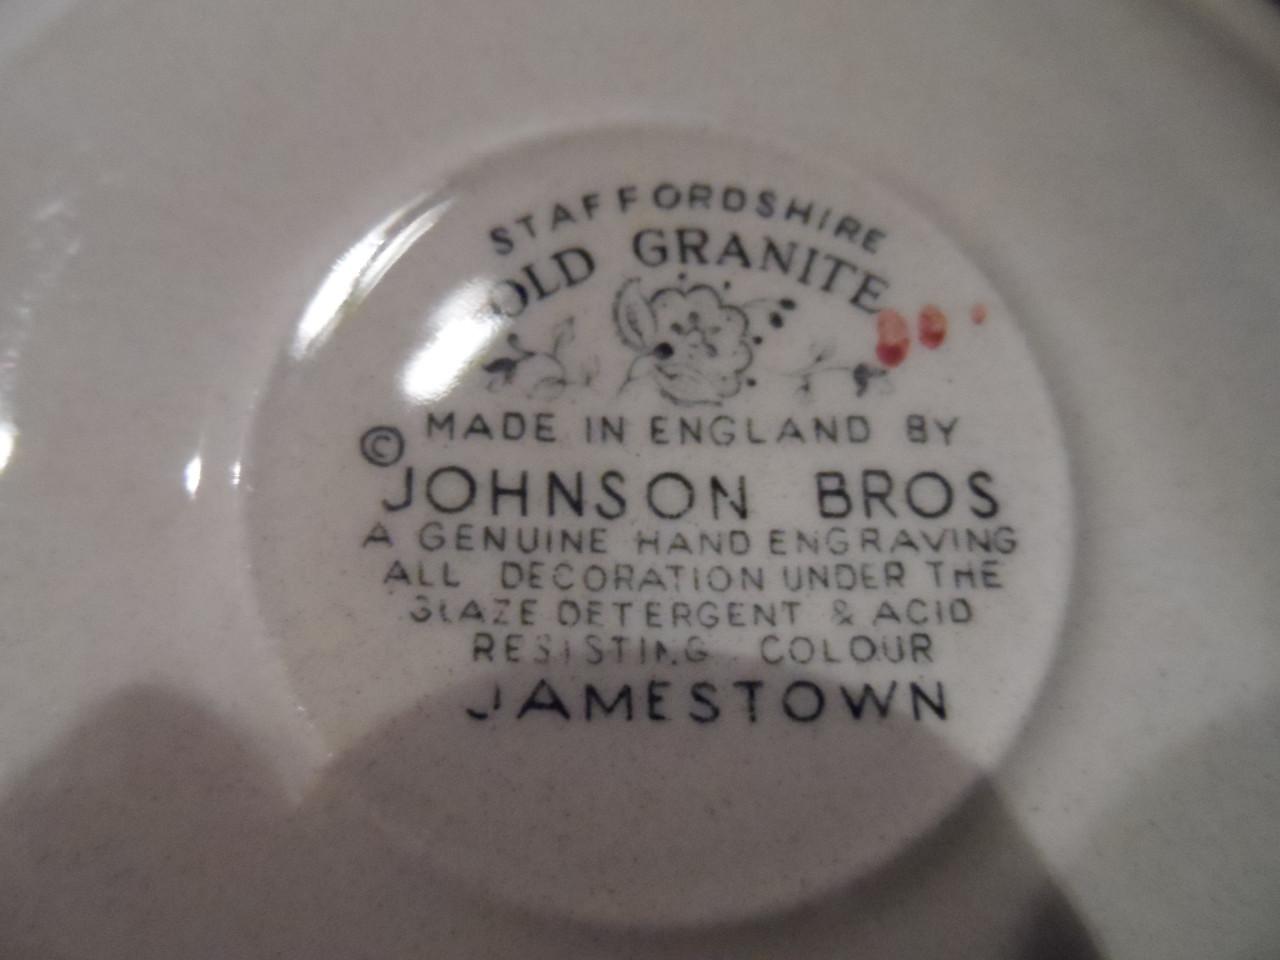 STAFFORDSHIRE
OLD GRANITE
© MADE IN ENGLAND BY
JOHNSON BROS
A GENUINE HAND ENGRAVING
ALL DECORATION UNDER THE
GLAZE DETERGENT & ACID
RESISTING COLOUR
JAMESTOWN